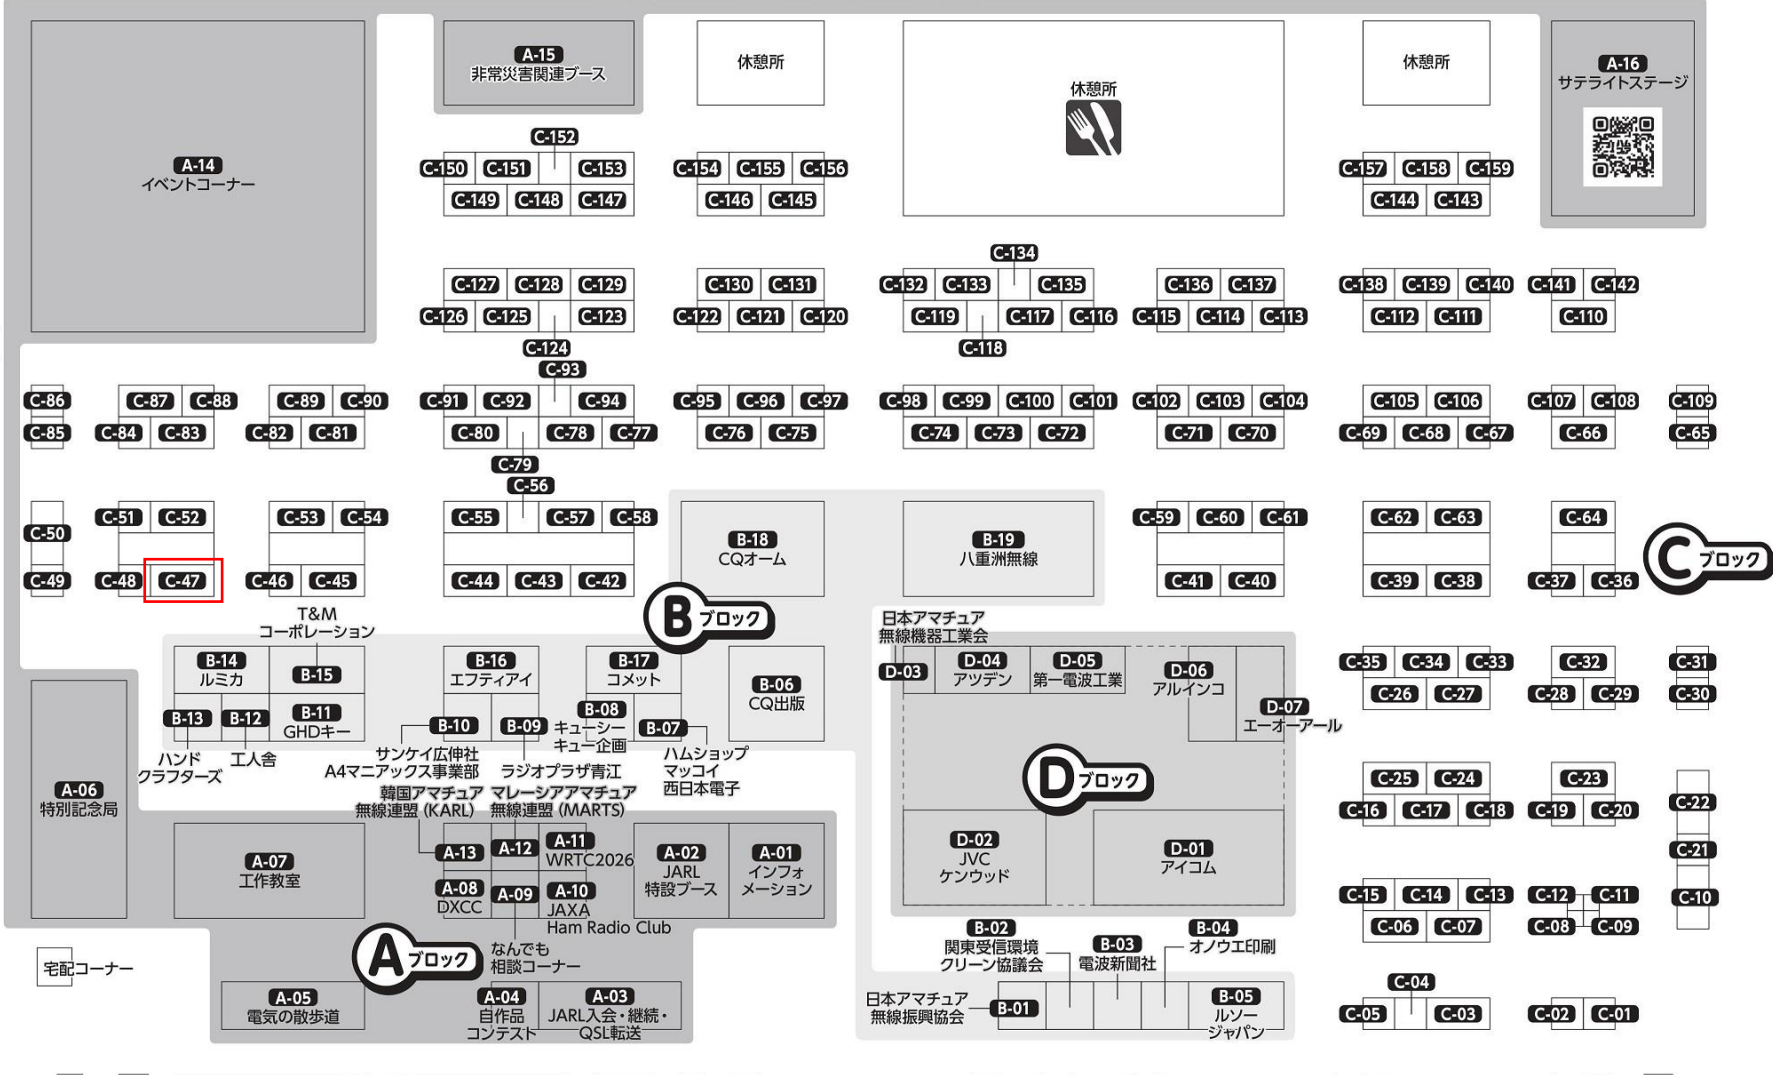 A-14
イベントコーナー
A-15
非常災害関連ブース
休憩所
休憩所
休憩所
A-16
サテライトステージ
C-152
C-150 C-151 C-153
C-149 C-148 C-147
C-154 C-155 C-156
C-146 C-145
C-157 C-158 C-159
C-144 C-143
C-127 C-128 C-129
C-126 C-125 C-123
C-124
C-130 C-131
C-122 C-121 C-120
C-134
C-132 C-133 C-135
C-119 C-117 C-116
C-118
C-136 C-137
C-115 C-114 C-113
C-138 C-139 C-140
C-112 C-111
C-141 C-142
C-110
C-86
C-85
C-87 C-88
C-84 C-83
C-89 C-90
C-82 C-81
C-93
C-91 C-92 C-94
C-80 C-78 C-77
C-79
C-95 C-96 C-97
C-76 C-75
C-98 C-99 C-100 C-101
C-74 C-73 C-72
C-102 C-103 C-104
C-71 C-70
C-105 C-106
C-69 C-68 C-67
C-107 C-108
C-66
C-109
C-65
C-50
C-49
C-51 C-52
C-48 C-47
C-53 C-54
C-46 C-45
C-56
C-55 C-57 C-58
C-44 C-43 C-42
B-18
CQオーム
B-19
八重洲無線
C-59 C-60 C-61
C-41 C-40
C-62 C-63
C-39 C-38
C-64
C-37 C-36
Cブロック
Bブロック
T&M
コーポレーション
B-14
ルミカ
B-15
B-13
B-12
B-11
GHDキー
ハンド
クラフターズ
工人舎
B-16
エフティアイ
B-10
B-09
サンケイ広伸社
A4マニアックス事業部
ラジオプラザ青江
B-17
コメット
B-08
キューシー
キュー企画
B-07
ハムショップ
マッコイ
西日本電子
B-06
CQ出版
日本アマチュア
無線機器工業会
D-03
D-04
アツデン
D-05
第一電波工業
D-06
アルインコ
D-07
エーオーアール
Dブロック
D-02
JVC
ケンウッド
D-01
アイコム
C-35 C-34 C-33
C-26 C-27
C-32
C-28 C-29
C-31
C-30
C-25 C-24
C-16 C-17 C-18
C-23
C-19 C-20
C-22
C-21
C-10
C-15 C-14 C-13
C-06 C-07
C-12 C-11
C-08 C-09
C-04
C-05 C-03
C-02 C-01
A-06
特別記念局
A-07
工作教室
韓国アマチュア
無線連盟 (KARL)
マレーシアアマチュア
無線連盟 (MARTS)
A-13
A-12
A-11
WRTC2026
A-08
DXCC
A-09
A-10
JAXA
Ham Radio Club
なんでも
相談コーナー
A-02
JARL
特設ブース
A-01
インフォ
メーション
Aブロック
宅配コーナー
A-05
電気の散歩道
A-04
自作品
コンテスト
A-03
JARL入会・継続・
QSL転送
B-02
関東受信環境
クリーン協議会
B-03
電波新聞社
B-04
オノウエ印刷
日本アマチュア
無線振興協会
B-01
B-05
ルソー
ジャパン